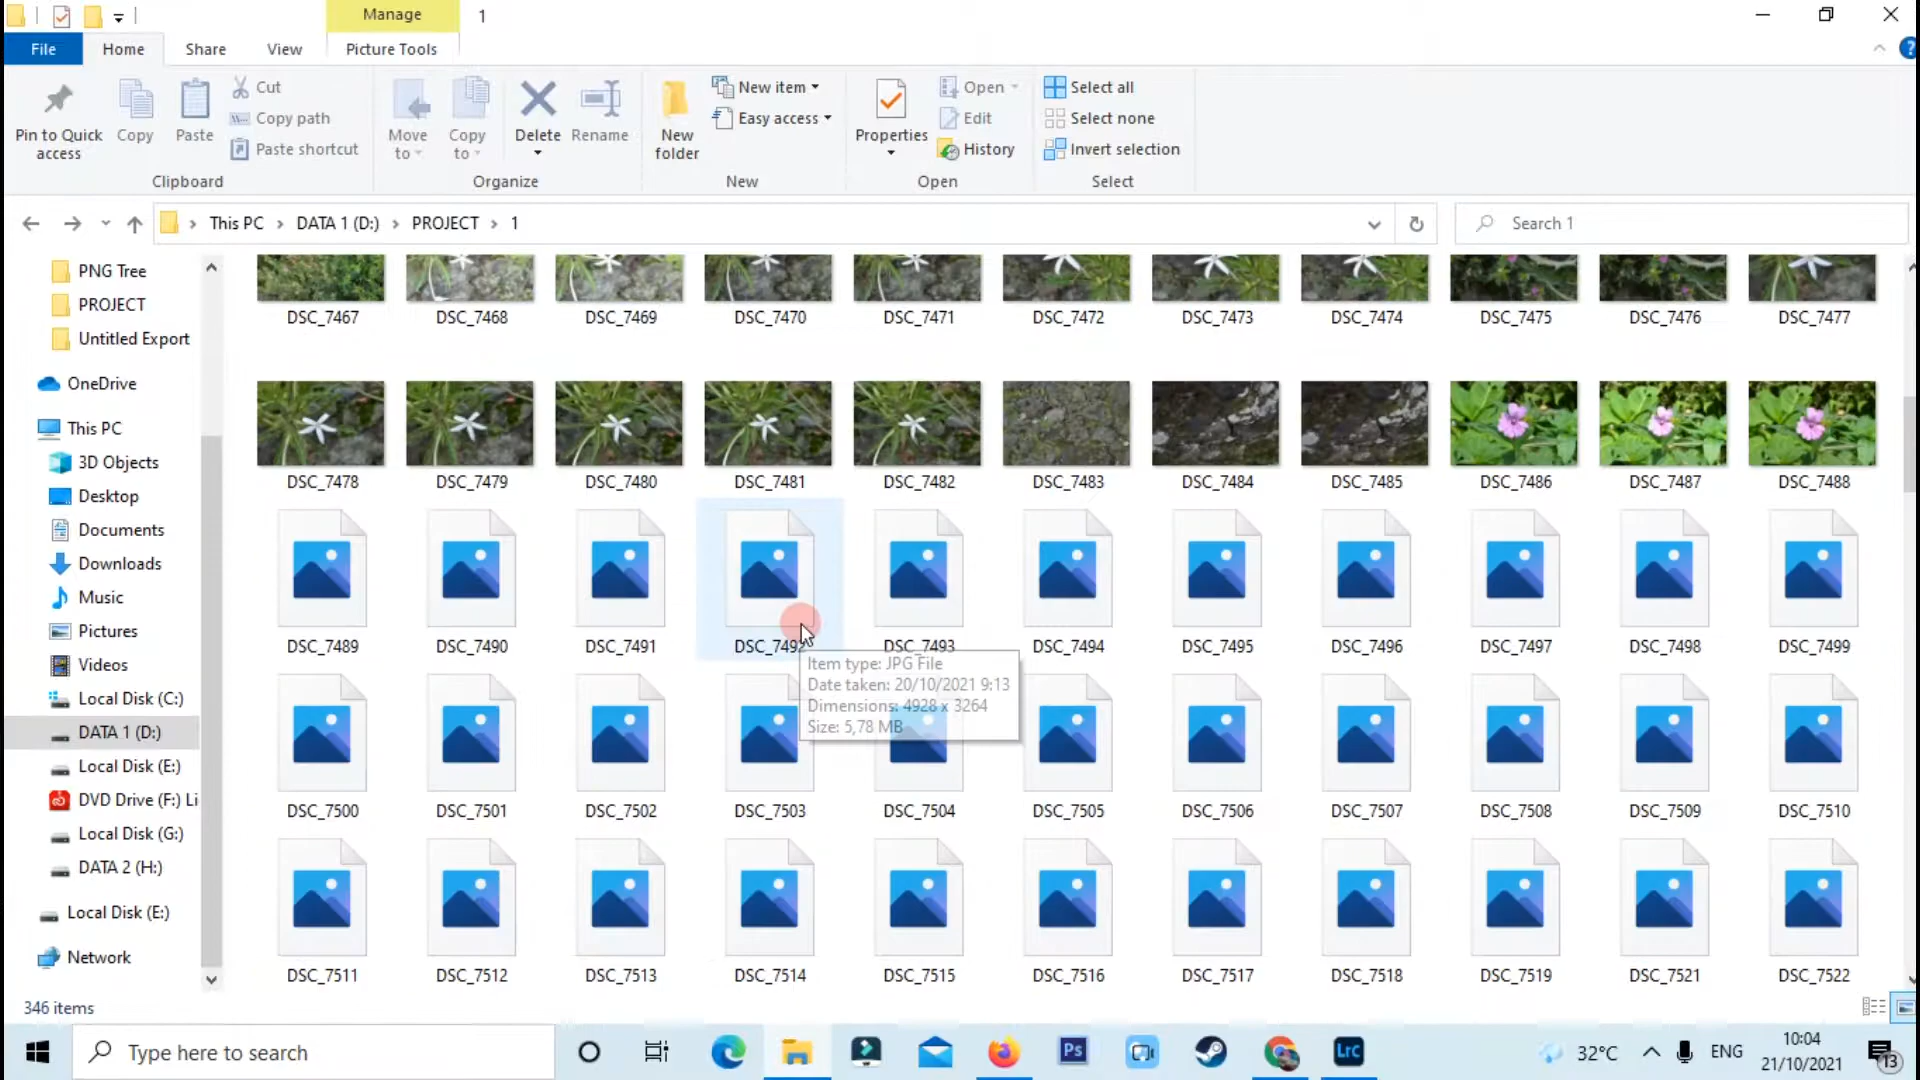 Manage
1
File
Home
Share
View
Picture Tools
?
Pin to Quick access
Copy
Paste
Cut
Copy path
Paste shortcut
Clipboard
Move to
Copy to
Delete
Rename
Organize
New folder
New item
Easy access
New
Properties
Open
Edit
History
Open
Select all
Select none
Invert selection
Select
This PC > DATA 1 (D:) > PROJECT > 1
Search 1
PNG Tree
PROJECT
Untitled Export
OneDrive
This PC
3D Objects
Desktop
Documents
Downloads
Music
Pictures
Videos
Local Disk (C:)
DATA 1 (D:)
Local Disk (E:)
DVD Drive (F:) Li
Local Disk (G:)
DATA 2 (H:)
Local Disk (E:)
Network
DSC_7467 DSC_7468 DSC_7469 DSC_7470 DSC_7471 DSC_7472 DSC_7473 DSC_7474 DSC_7475 DSC_7476 DSC_7477
DSC_7478 DSC_7479 DSC_7480 DSC_7481 DSC_7482 DSC_7483 DSC_7484 DSC_7485 DSC_7486 DSC_7487 DSC_7488
DSC_7489 DSC_7490 DSC_7491 DSC_7492 DSC_7493 DSC_7494 DSC_7495 DSC_7496 DSC_7497 DSC_7498 DSC_7499
Item type: JPG File
Date taken: 20/10/2021 9:13
Dimensions: 4928 x 3264
Size: 5,78 MB
DSC_7500 DSC_7501 DSC_7502 DSC_7503 DSC_7504 DSC_7505 DSC_7506 DSC_7507 DSC_7508 DSC_7509 DSC_7510
DSC_7511 DSC_7512 DSC_7513 DSC_7514 DSC_7515 DSC_7516 DSC_7517 DSC_7518 DSC_7519 DSC_7521 DSC_7522
346 items
Type here to search
Ps
LrC
32°C
ENG
10:04
21/10/2021
13